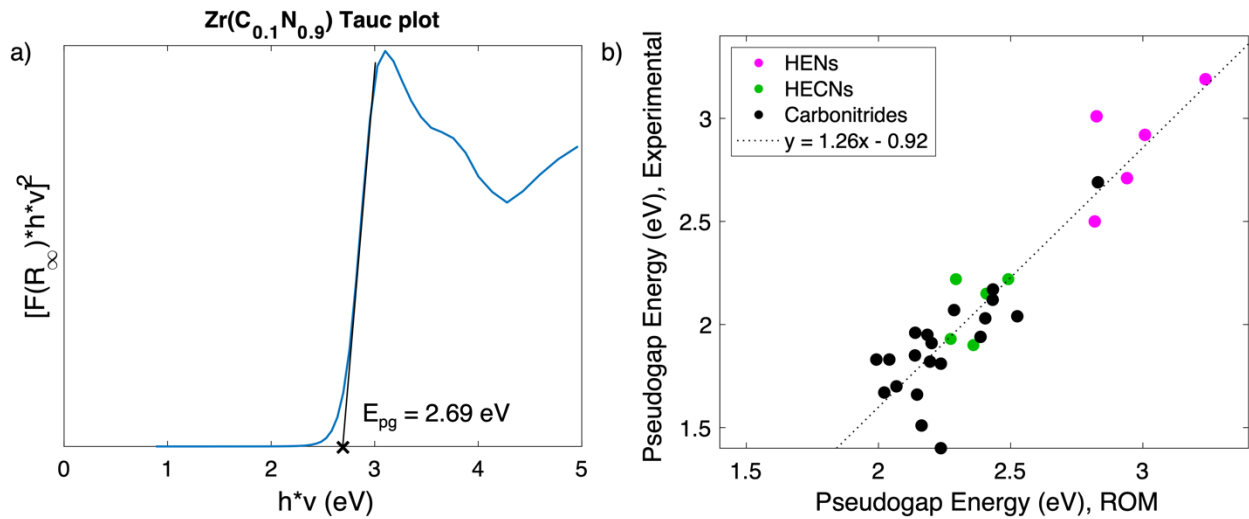 a)
Zr(C₀.₁N₀.₉) Tauc plot
[F(R∞)*h*v]²
E_pg = 2.69 eV
0 1 2 3 4 5
h*v (eV)
b)
Pseudogap Energy (eV), Experimental
HENs
HECNs
Carbonitrides
y = 1.26x - 0.92
3
2.5
2
1.5
1.5 2 2.5 3
Pseudogap Energy (eV), ROM